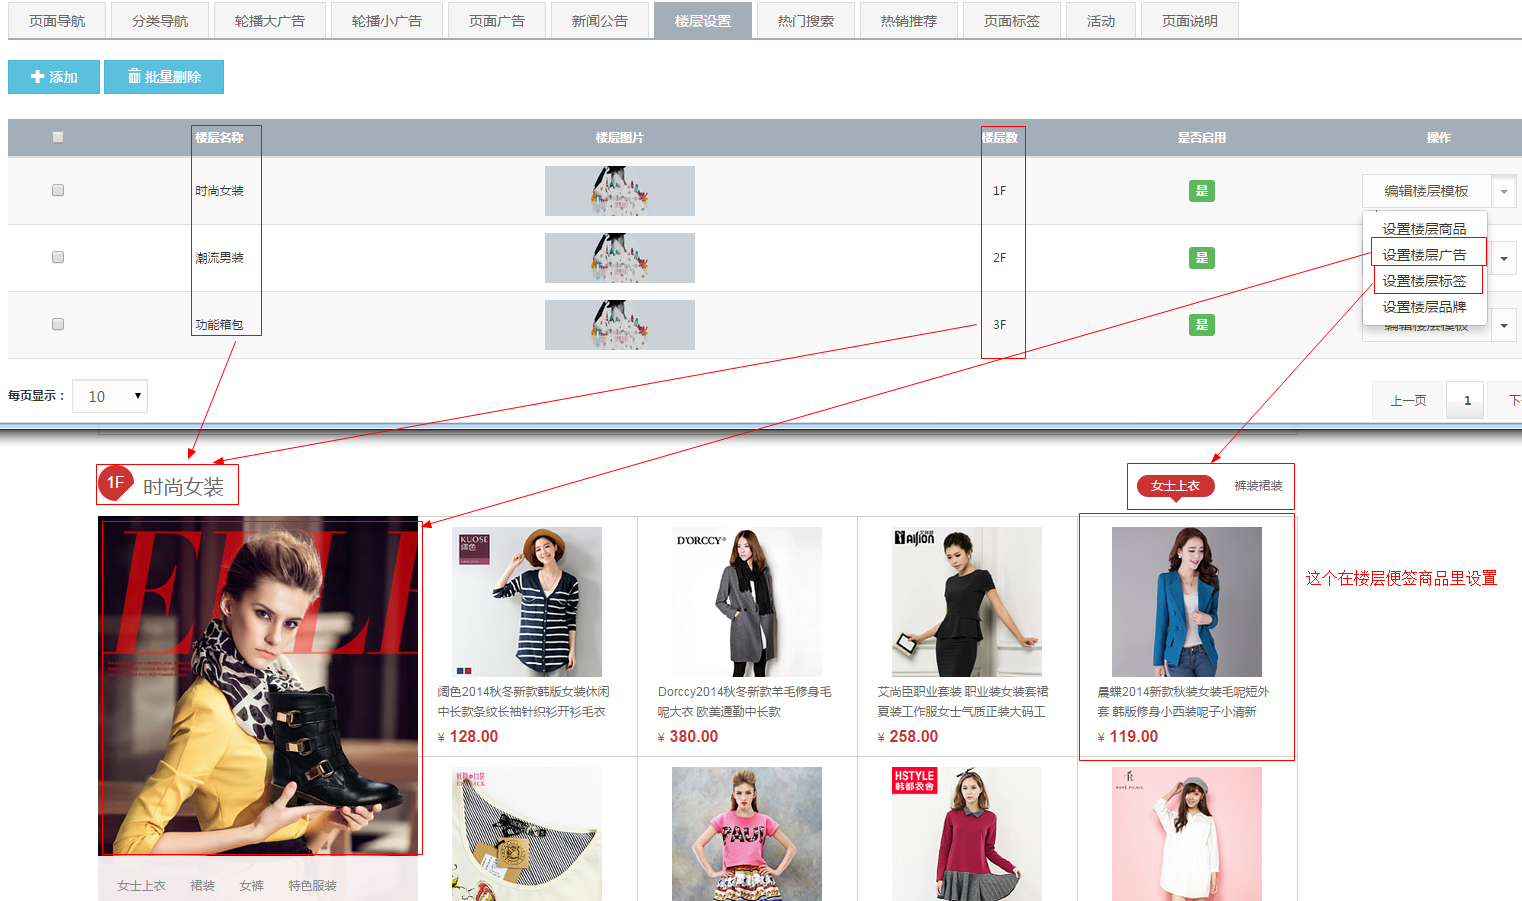 页面导航 分类导航 轮播大广告 轮播小广告 页面广告 新闻公告 楼层设置 热门搜索 热销推荐 页面标签 活动 页面说明
添加 批量删除
楼层名称 楼层图片 楼层数 是否启用 操作
时尚女装 1F 是 编辑楼层模板
设置楼层商品
潮流男装 2F 是 设置楼层广告
设置楼层标签
设置楼层品牌
功能箱包 3F 是 编辑楼层模板
每页显示： 10 上一页 1 下
1F 时尚女装 女士上衣 裤装裙装
ELLE
KUOSE
阔色
D'ORCCY®
这个在楼层便签商品里设置
阔色2014秋冬新款韩版女装休闲
中长款条纹长袖针织衫开衫毛衣
¥ 128.00
Dorccy2014秋冬新款羊毛修身毛
呢大衣 欧美通勤中长款
¥ 380.00
艾尚臣职业套装 职业装女装套裙
夏装工作服女士气质正装大码工
¥ 258.00
晨蝶2014新款秋装女装毛呢短外
套 韩版修身小西装呢子小清新
¥ 119.00
PAUL
HSTYLE
韩都衣舍
女士上衣 裙装 女裤 特色服装